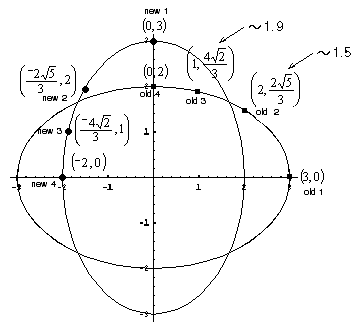 new 1
(0,3)
~1.9
(1, 4√2/3)
~1.5
(-2√5/3, 2)
new 2
(0,2)
old 4
old 3
(2, 2√5/3)
old 2
new 3
(-4√2/3, 1)
1
(-2,0)
new 4
-3
-2
1
2
3
(3,0)
old 1
-1
-2
-3